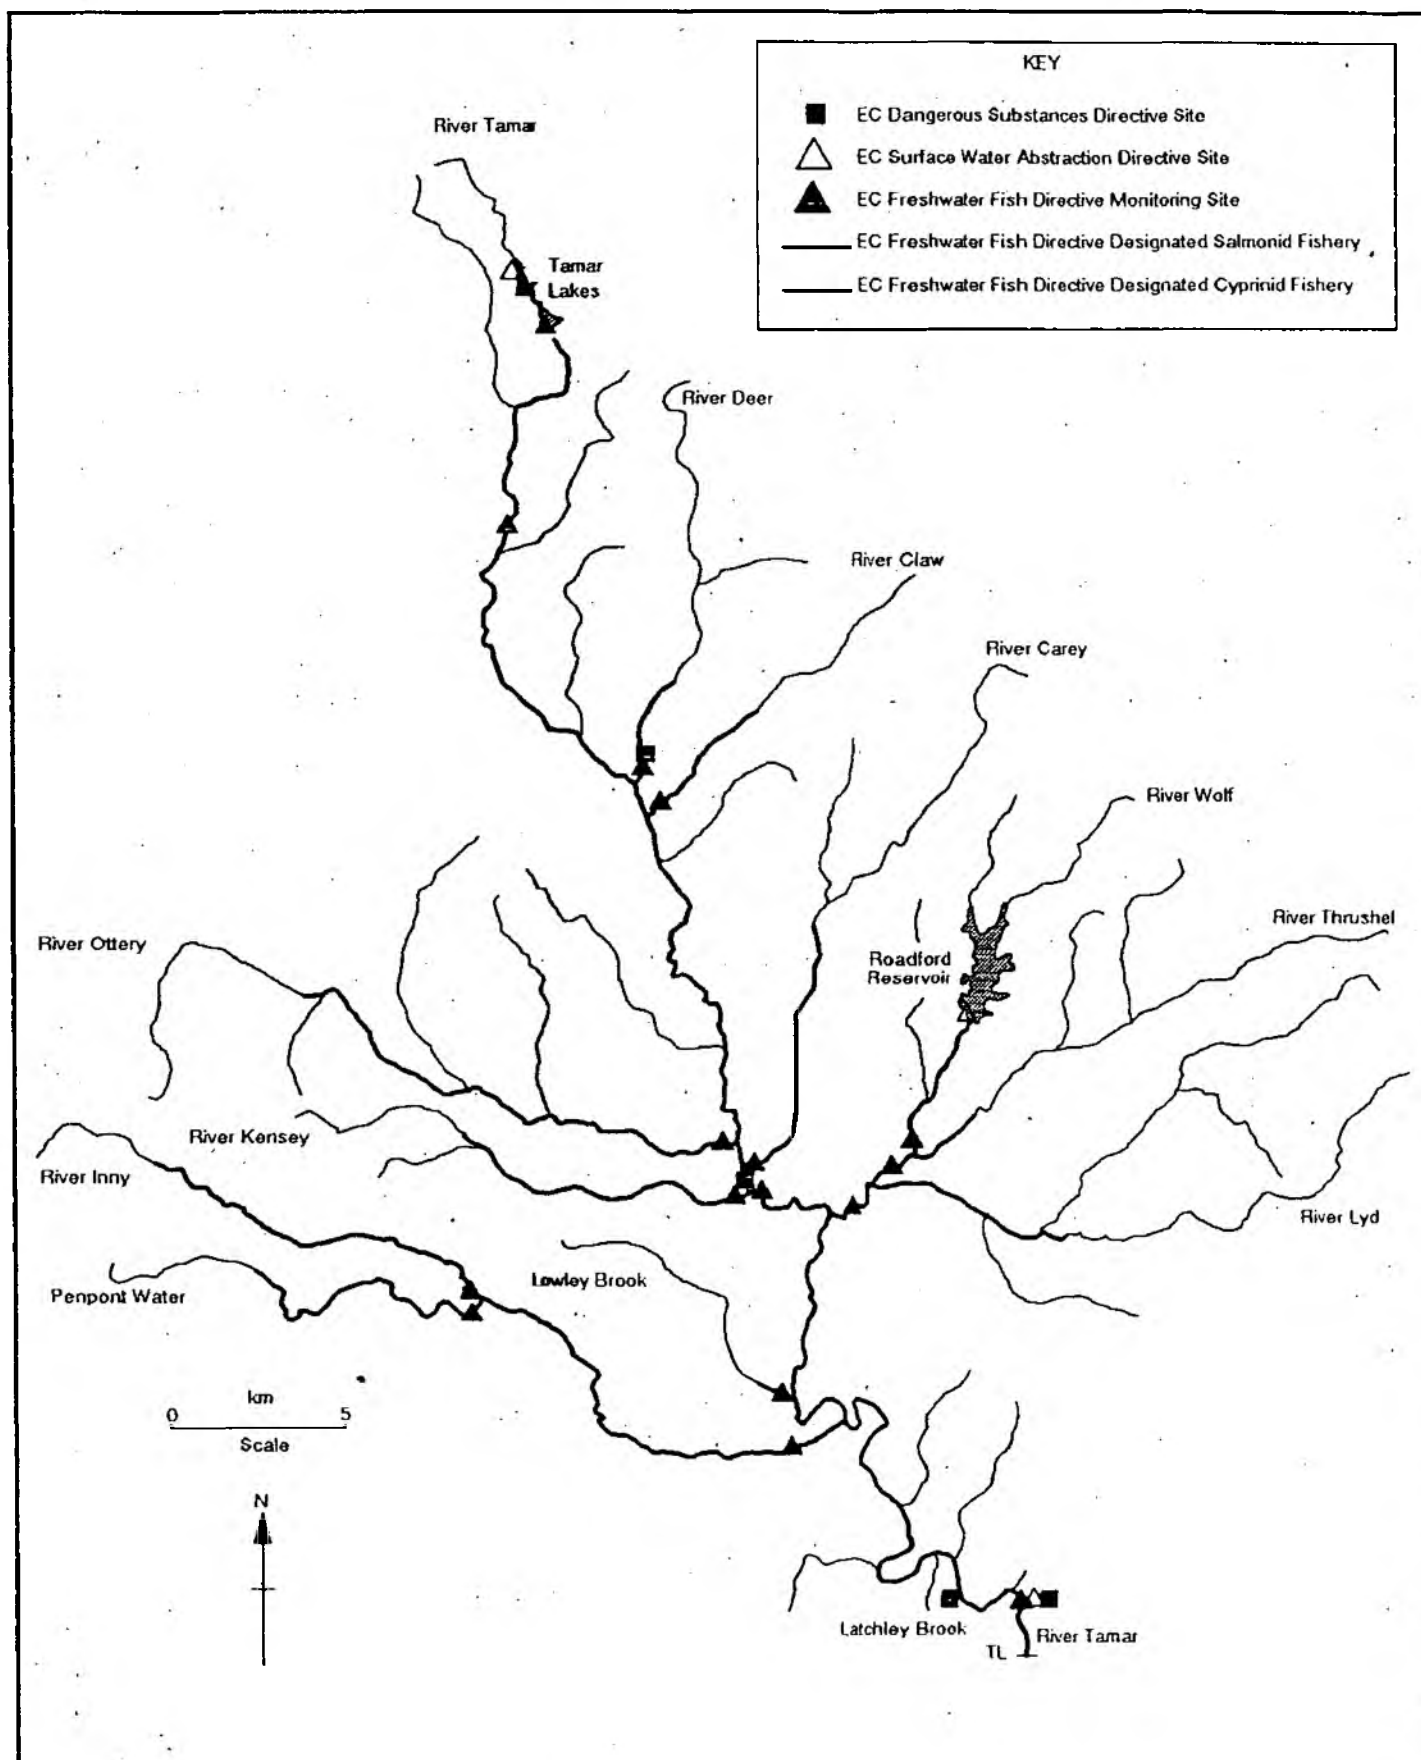 KEY
EC Dangerous Substances Directive Site
EC Surface Water Abstraction Directive Site
EC Freshwater Fish Directive Monitoring Site
EC Freshwater Fish Directive Designated Salmonid Fishery
EC Freshwater Fish Directive Designated Cyprinid Fishery
River Tamar
Tamar
Lakes
River Deer
River Claw
River Carey
River Wolf
River Thrushel
River Ottery
Roadford
Reservoir
River Kensey
River Inny
River Lyd
Lowley Brook
Penpont Water
km
0 5
Scale
N
Latchley Brook
River Tamar
TL